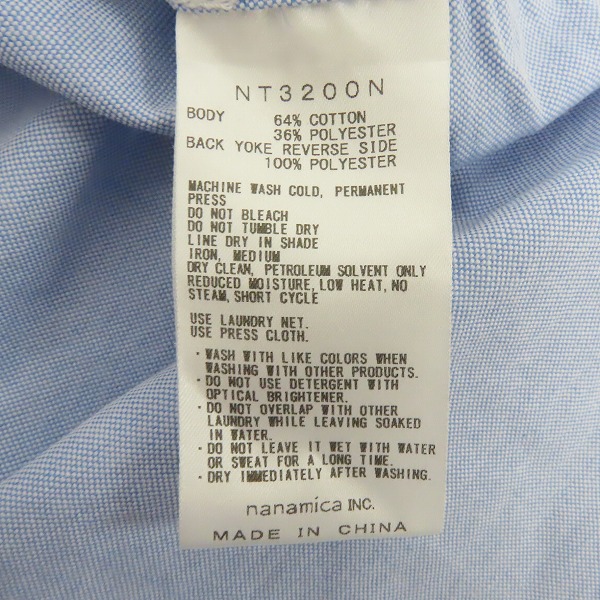 NT3200N
BODY 64% COTTON
36% POLYESTER
BACK YOKE REVERSE SIDE
100% POLYESTER
MACHINE WASH COLD, PERMANENT
PRESS
DO NOT BLEACH
DO NOT TUMBLE DRY
LINE DRY IN SHADE
IRON, MEDIUM
DRY CLEAN, PETROLEUM SOLVENT ONLY
REDUCED MOISTURE, LOW HEAT, NO
STEAM, SHORT CYCLE
USE LAUNDRY NET.
USE PRESS CLOTH.
・WASH WITH LIKE COLORS WHEN
WASHING WITH OTHER PRODUCTS.
・DO NOT USE DETERGENT WITH
OPTICAL BRIGHTENER.
・DO NOT OVERLAP WITH OTHER
LAUNDRY WHILE LEAVING SOAKED
IN WATER.
・DO NOT LEAVE IT WET WITH WATER
OR SWEAT FOR A LONG TIME.
・DRY IMMEDIATELY AFTER WASHING.
nanamica INC.
MADE IN CHINA